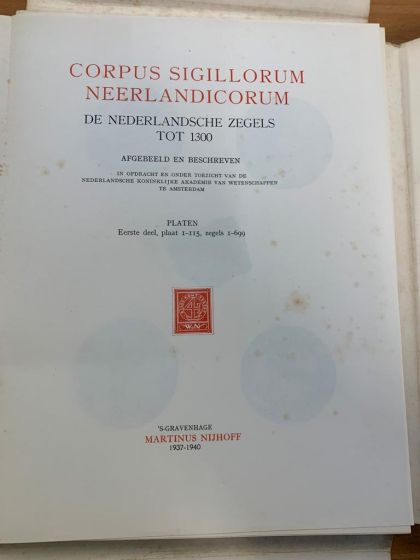 CORPUS SIGILLORUM
NEERLANDICORUM
DE NEDERLANDSCHE ZEGELS
TOT 1300
AFGEBEELD EN BESCHREVEN
IN OPDRACHT EN ONDER TOEZICHT VAN DE
NEDERLANDSCHE KONINKLIJKE AKADEMIE VAN WETENSCHAPPEN
TE AMSTERDAM
PLATEN
Eerste deel, plaat 1-115, zegels 1-699
'S-GRAVENHAGE
MARTINUS NIJHOFF
1937-1940